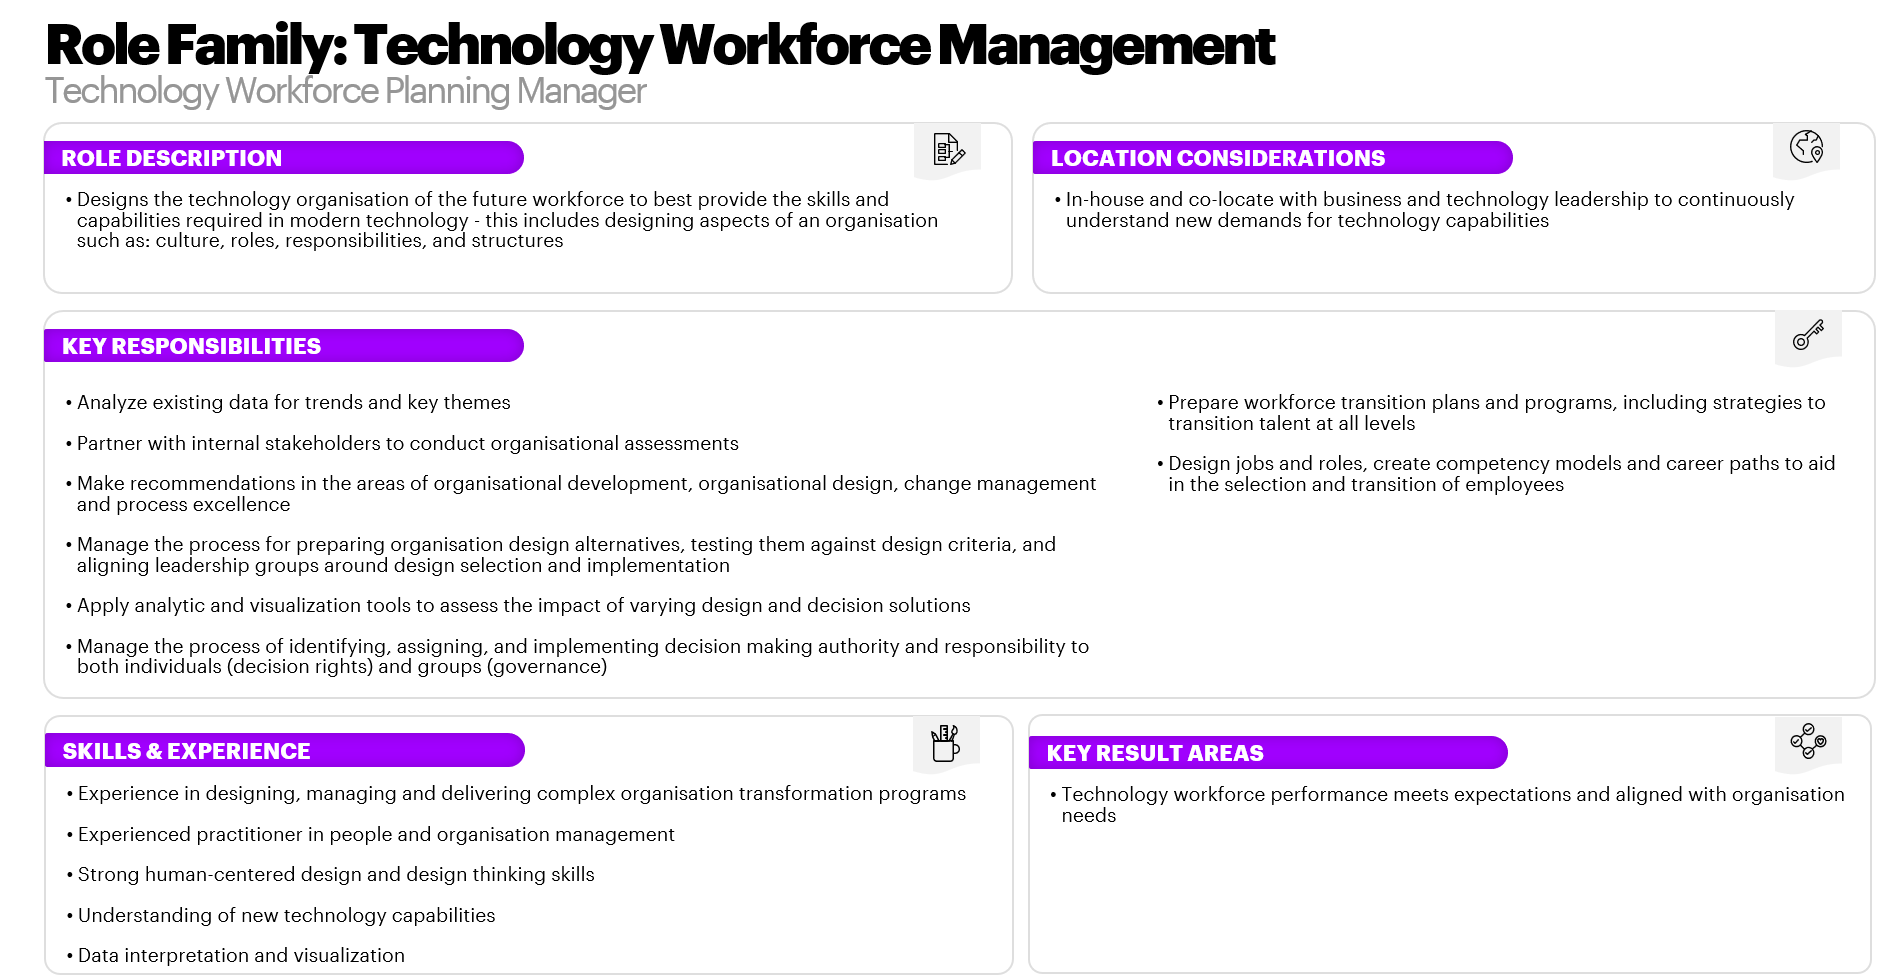 Role Family: Technology Workforce Management
Technology Workforce Planning Manager
ROLE DESCRIPTION
• Designs the technology organisation of the future workforce to best provide the skills and
capabilities required in modern technology - this includes designing aspects of an organisation
such as: culture, roles, responsibilities, and structures
LOCATION CONSIDERATIONS
• In-house and co-locate with business and technology leadership to continuously
understand new demands for technology capabilities
KEY RESPONSIBILITIES
• Analyze existing data for trends and key themes
• Partner with internal stakeholders to conduct organisational assessments
• Make recommendations in the areas of organisational development, organisational design, change management
and process excellence
• Manage the process for preparing organisation design alternatives, testing them against design criteria, and
aligning leadership groups around design selection and implementation
• Apply analytic and visualization tools to assess the impact of varying design and decision solutions
• Manage the process of identifying, assigning, and implementing decision making authority and responsibility to
both individuals (decision rights) and groups (governance)
• Prepare workforce transition plans and programs, including strategies to
transition talent at all levels
• Design jobs and roles, create competency models and career paths to aid
in the selection and transition of employees
SKILLS & EXPERIENCE
• Experience in designing, managing and delivering complex organisation transformation programs
• Experienced practitioner in people and organisation management
• Strong human-centered design and design thinking skills
• Understanding of new technology capabilities
• Data interpretation and visualization
KEY RESULT AREAS
• Technology workforce performance meets expectations and aligned with organisation
needs